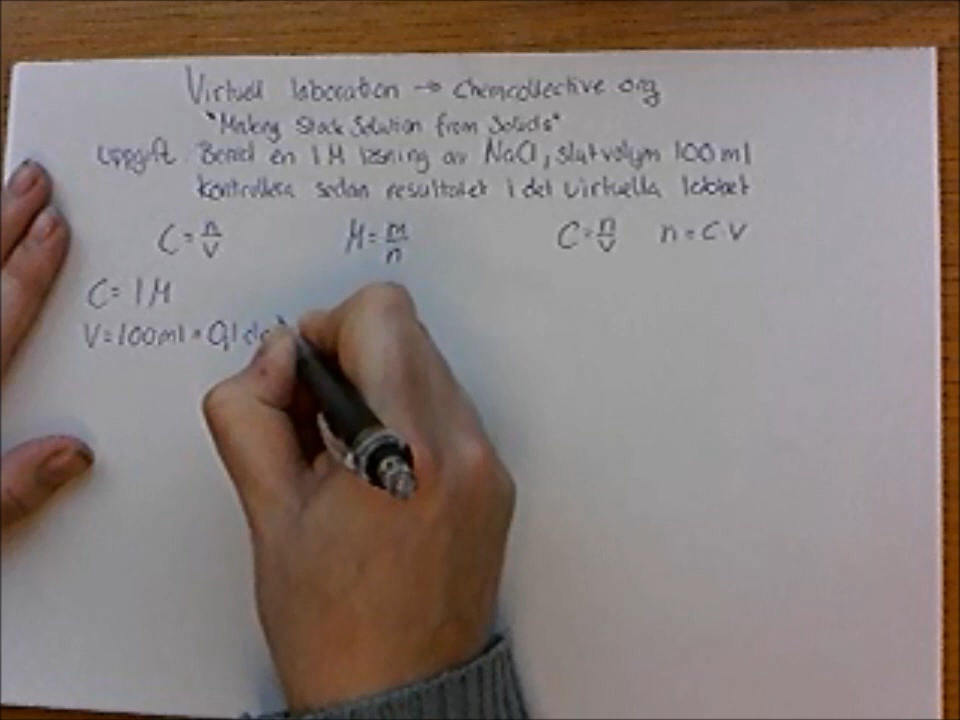 Virtuell laboration → Chemcollective.org
"Making Stock Solution from Solids"
Uppgift: Bered en 1 M lösning av NaCl, slutvolym 100 ml
Kontrollera sedan resultatet i det virtuella labbet
C = n/V M = m/n C = n/V n = C·V
C = 1 M
V = 100 ml = 0,1 dm³